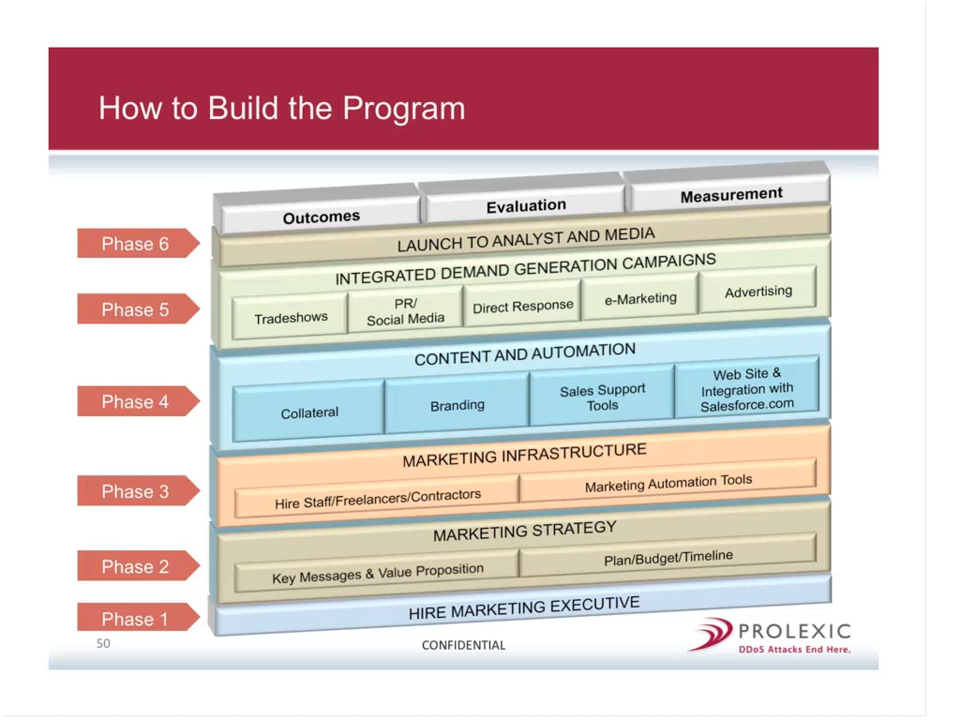 How to Build the Program
Outcomes
Evaluation
Measurement
Phase 6
LAUNCH TO ANALYST AND MEDIA
Phase 5
INTEGRATED DEMAND GENERATION CAMPAIGNS
Tradeshows
PR/
Social Media
Direct Response
e-Marketing
Advertising
Phase 4
CONTENT AND AUTOMATION
Collateral
Branding
Sales Support
Tools
Web Site &
Integration with
Salesforce.com
Phase 3
MARKETING INFRASTRUCTURE
Hire Staff/Freelancers/Contractors
Marketing Automation Tools
Phase 2
MARKETING STRATEGY
Key Messages & Value Proposition
Plan/Budget/Timeline
Phase 1
HIRE MARKETING EXECUTIVE
50
CONFIDENTIAL
PROLEXIC
DDoS Attacks End Here.